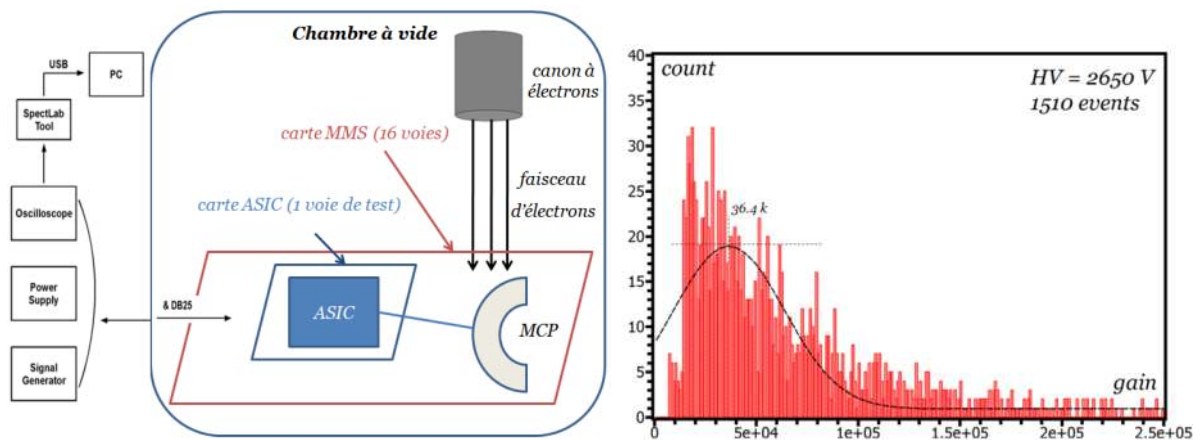 USB
PC
SpectLab
Tool
Oscilloscope
Power
Supply
Signal
Generator
& DB25
Chambre à vide
canon à
électrons
carte MMS (16 voies)
faisceau
d'électrons
carte ASIC (1 voie de test)
ASIC
MCP
count
HV = 2650 V
1510 events
36.4 k
gain
40
35
30
25
20
15
10
5
0
0
5e+04
1e+05
1.5e+05
2e+05
2.5e+05